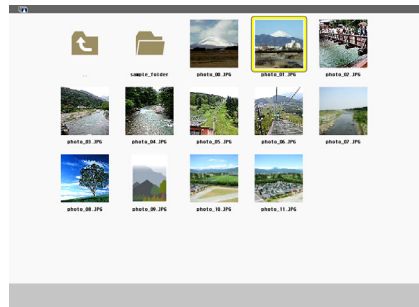 ..
sample_folder
photo_00.JPG
photo_01.JPG
photo_02.JPG
photo_03.JPG
photo_04.JPG
photo_05.JPG
photo_06.JPG
photo_07.JPG
photo_08.JPG
photo_09.JPG
photo_10.JPG
photo_11.JPG